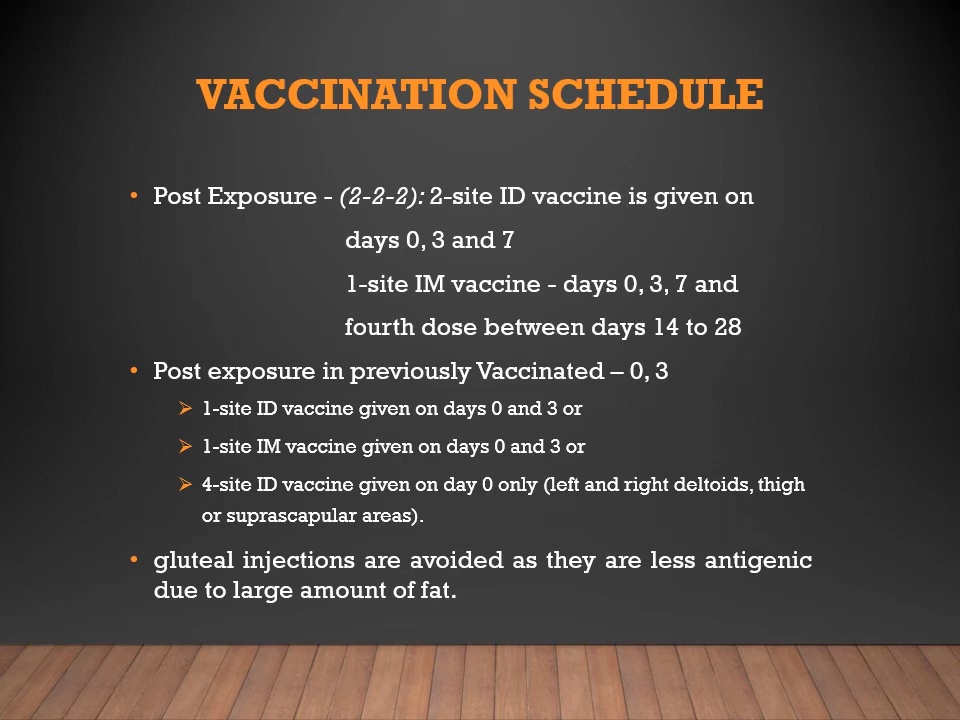 VACCINATION SCHEDULE
• Post Exposure - (2-2-2): 2-site ID vaccine is given on
days 0, 3 and 7
1-site IM vaccine - days 0, 3, 7 and
fourth dose between days 14 to 28
• Post exposure in previously Vaccinated – 0, 3
➢ 1-site ID vaccine given on days 0 and 3 or
➢ 1-site IM vaccine given on days 0 and 3 or
➢ 4-site ID vaccine given on day 0 only (left and right deltoids, thigh
or suprascapular areas).
• gluteal injections are avoided as they are less antigenic
due to large amount of fat.